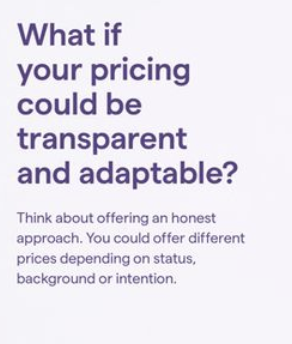 What if
your pricing
could be
transparent
and adaptable?
Think about offering an honest
approach. You could offer different
prices depending on status,
background or intention.